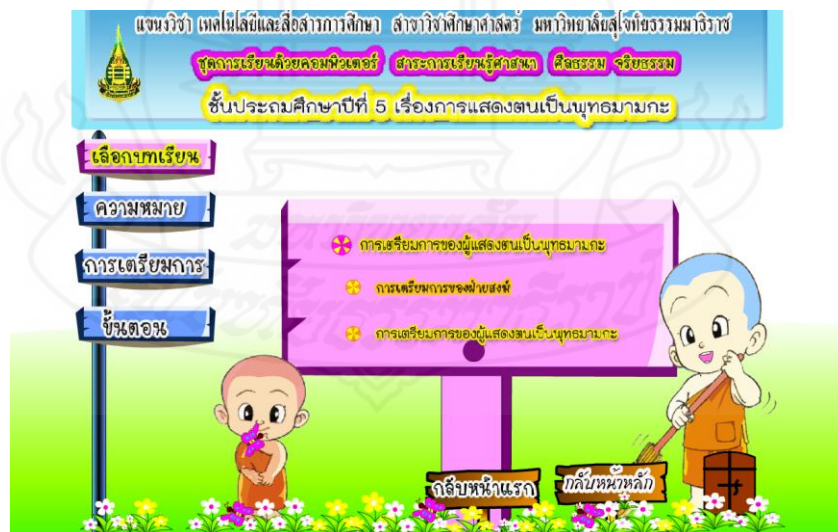 แขนงวิชา เทคโนโลยีและสื่อสารการศึกษา สาขาวิชาศึกษาศาสตร์ มหาวิทยาลัยสุโขทัยธรรมมาธิราช
ชุดการเรียนด้วยคอมพิวเตอร์ สาระการเรียนรู้ศาสนา ศีลธรรม จริยธรรม
ชั้นประถมศึกษาปีที่ 5 เรื่องการแสดงตนเป็นพุทธมามกะ
เลือกบทเรียน
ความหมาย
การเตรียมการ
ขั้นตอน
การเตรียมการของผู้แสดงตนเป็นพุทธมามกะ
การเตรียมการของฝ่ายสงฆ์
การเตรียมการของผู้แสดงตนเป็นพุทธมามกะ
กลับหน้าแรก
กลับหน้าหลัก